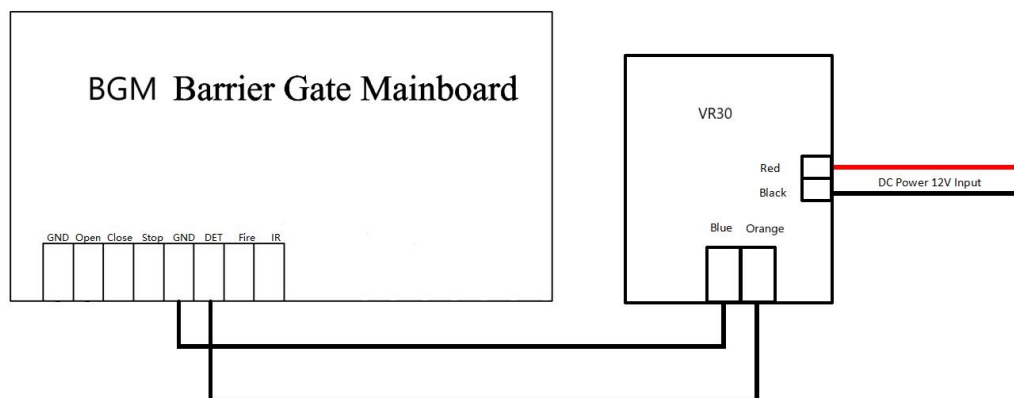 BGM Barrier Gate Mainboard
VR30
Red
DC Power 12V Input
Black
Blue Orange
GND Open Close Stop GND DET Fire IR